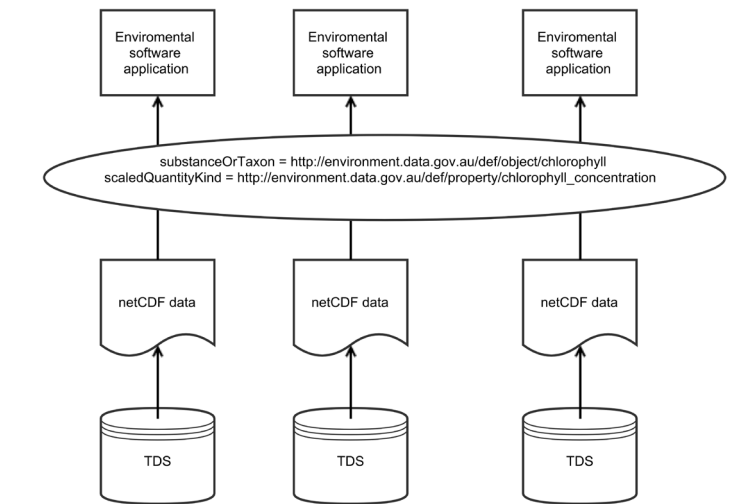 Enviromental
software
application
Enviromental
software
application
Enviromental
software
application
substanceOrTaxon = http://environment.data.gov.au/def/object/chlorophyll
scaledQuantityKind = http://environment.data.gov.au/def/property/chlorophyll_concentration
netCDF data
netCDF data
netCDF data
TDS
TDS
TDS